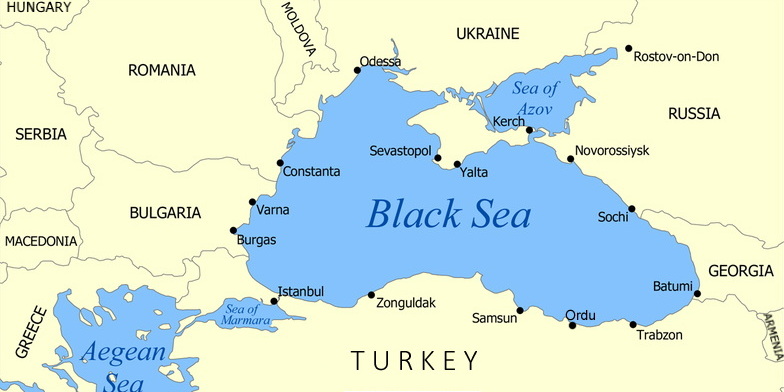 HUNGARY
MOLDOVA
UKRAINE
ROMANIA
Odessa
Rostov-on-Don
Sea of
Azov
RUSSIA
Kerch
SERBIA
Sevastopol
Novorossiysk
Constanta
Yalta
Varna
BULGARIA
Black Sea
Sochi
Burgas
MACEDONIA
GEORGIA
Batumi
Istanbul
Zonguldak
Sea of
Marmara
Samsun
Ordu
Trabzon
GREECE
ARMENIA
Aegean
Sea
TURKEY